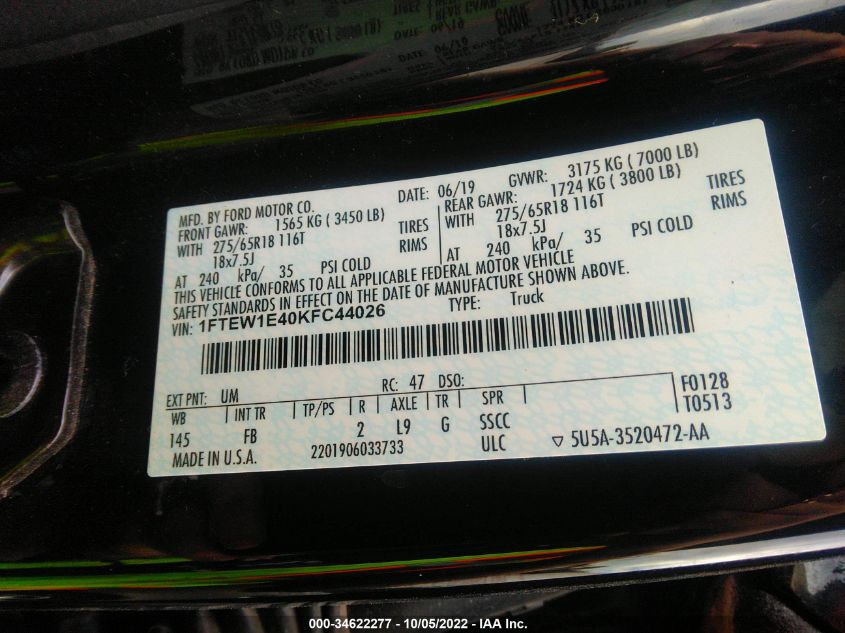 MFD. BY FORD MOTOR CO. DATE: 06/19 GVWR: 3175 KG ( 7000 LB)
FRONT GAWR: 1565 KG ( 3450 LB) REAR GAWR: 1724 KG ( 3800 LB)
WITH 275/65R18 116T TIRES WITH 275/65R18 116T TIRES
18x7.5J RIMS 18x7.5J RIMS
AT 240 kPa/ 35 PSI COLD AT 240 kPa/ 35 PSI COLD
THIS VEHICLE CONFORMS TO ALL APPLICABLE FEDERAL MOTOR VEHICLE
SAFETY STANDARDS IN EFFECT ON THE DATE OF MANUFACTURE SHOWN ABOVE.
VIN: 1FTEW1E40KFC44026 TYPE: Truck
EXT PNT: UM RC: 47 DSO: F0128
WB INT TR TP/PS R AXLE TR SPR T0513
145 FB 2 L9 G SSCC
MADE IN U.S.A. 2201906033733 ULC ▽ 5U5A-3520472-AA
000-34622277 - 10/05/2022 - IAA Inc.